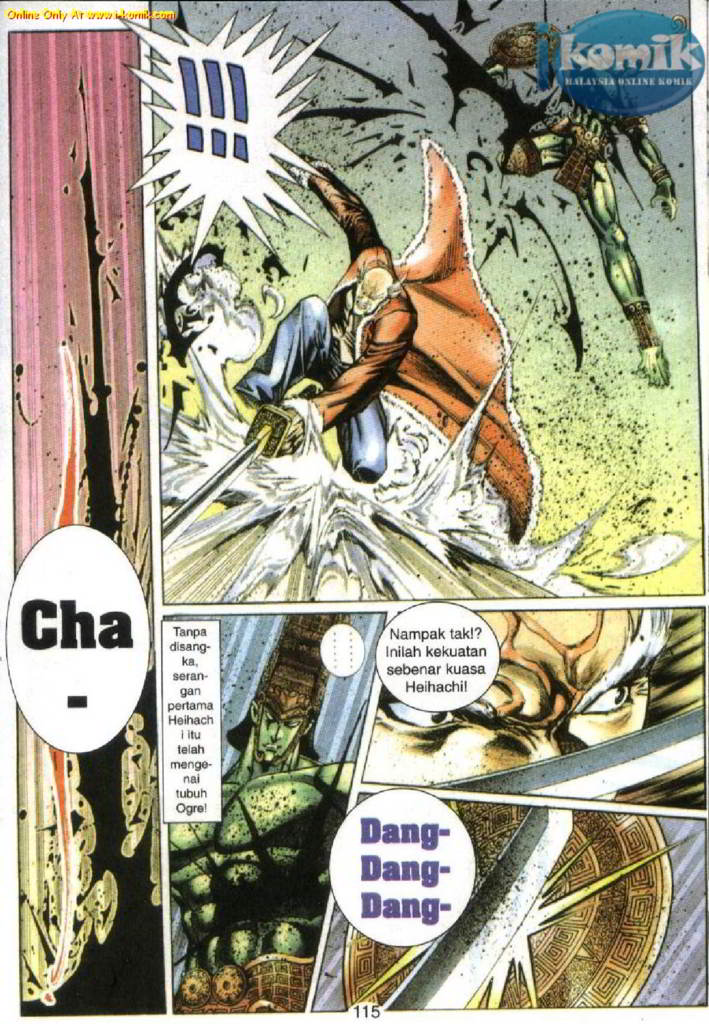 Online Only At www.i-komik.com
ikomik
MALAYSIA ONLINE KOMIK
!!!
Cha
-
Tanpa
disang-
ka,
seran-
gan
pertama
Heihach
i itu
telah
menge-
nai
tubuh
Ogre!
......
Nampak tak!?
Inilah kekuatan
sebenar kuasa
Heihachi!
Dang-
Dang-
Dang-
115